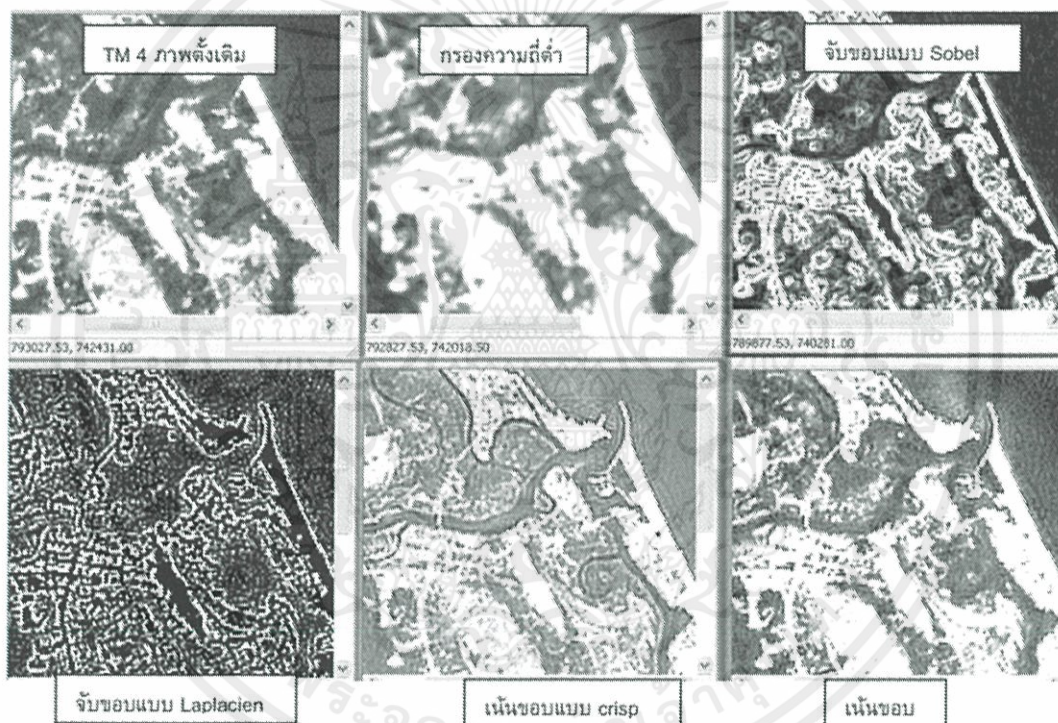 TM 4 ภาพตั้งเดิม
กรองความถี่ต่ำ
จับขอบแบบ Sobel
793027.53, 742431.00
792827.53, 742018.50
789877.53, 740281.00
จับขอบแบบ Laplacien
เน้นขอบแบบ crisp
เน้นขอบ